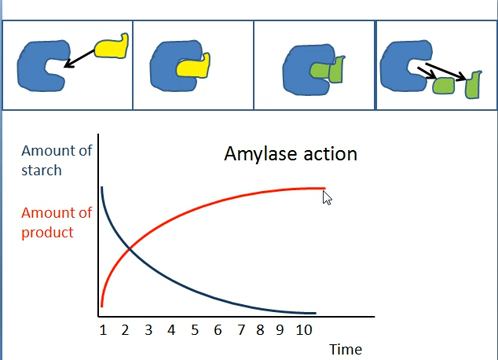 Amount of
starch
Amylase action
Amount of
product
1 2 3 4 5 6 7 8 9 10
Time